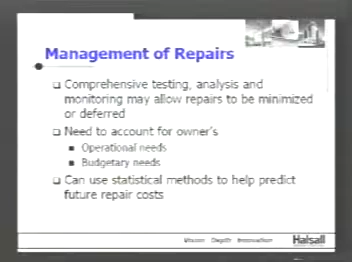 Management of Repairs
Comprehensive testing, analysis and
monitoring may allow repairs to be minimized
or deferred
Need to account for owner's
Operational needs
Budgetary needs
Can use statistical methods to help predict
future repair costs
Vision Depth Innovation Halsall